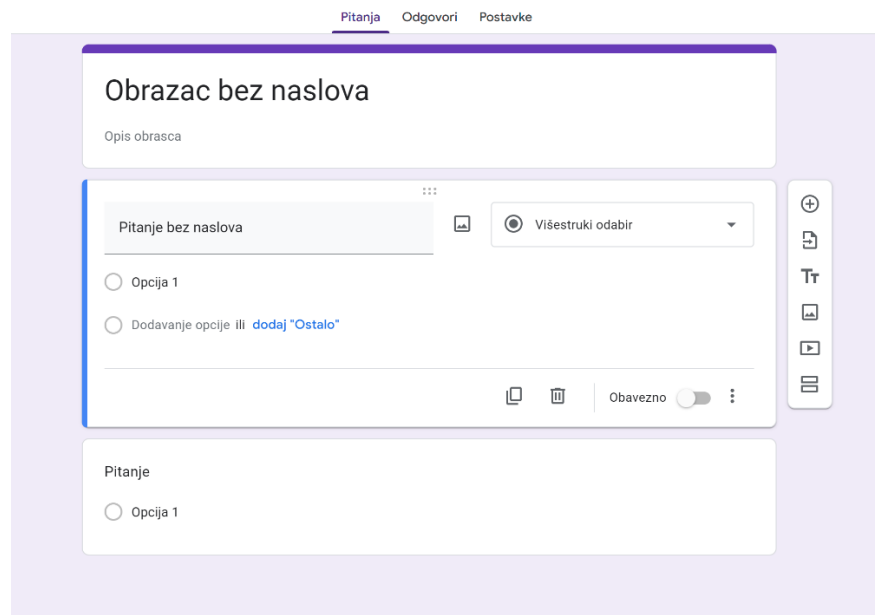 Pitanja Odgovori Postavke
Obrazac bez naslova
Opis obrasca
Pitanje bez naslova
Višestruki odabir
Opcija 1
Dodavanje opcije ili dodaj "Ostalo"
Obavezno
Pitanje
Opcija 1